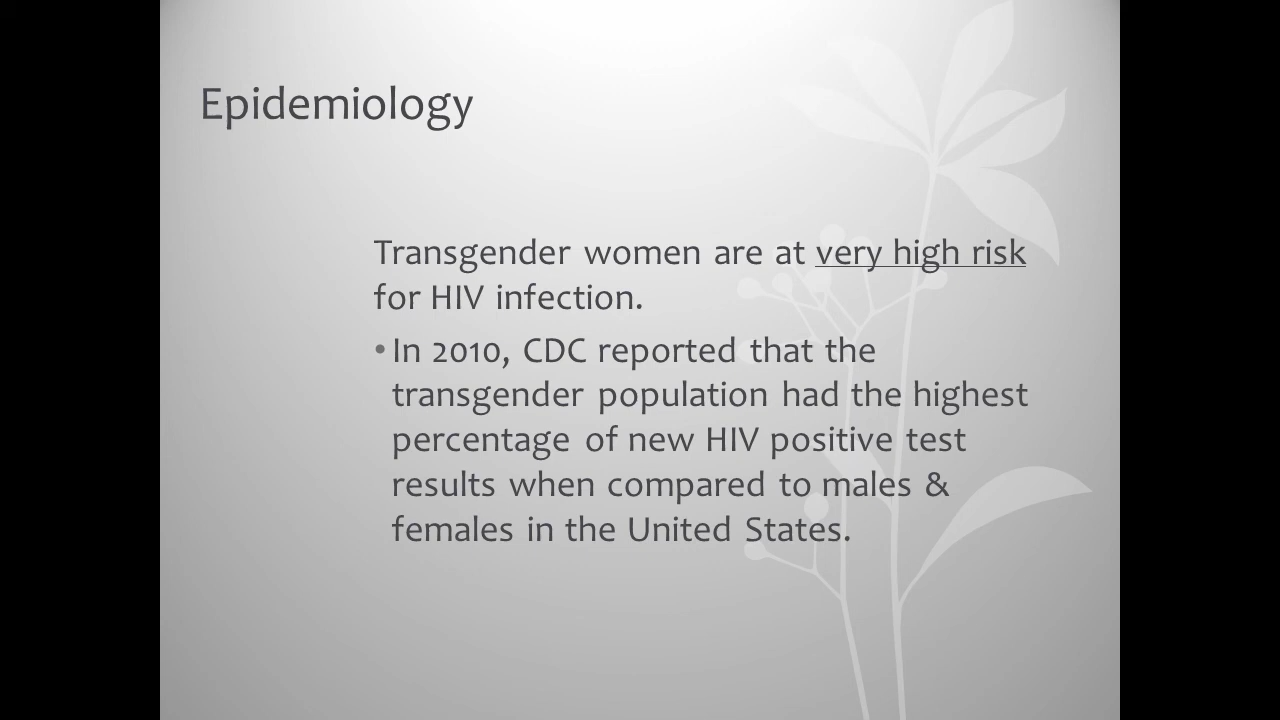 Epidemiology
Transgender women are at very high risk
for HIV infection.
•In 2010, CDC reported that the
transgender population had the highest
percentage of new HIV positive test
results when compared to males &
females in the United States.